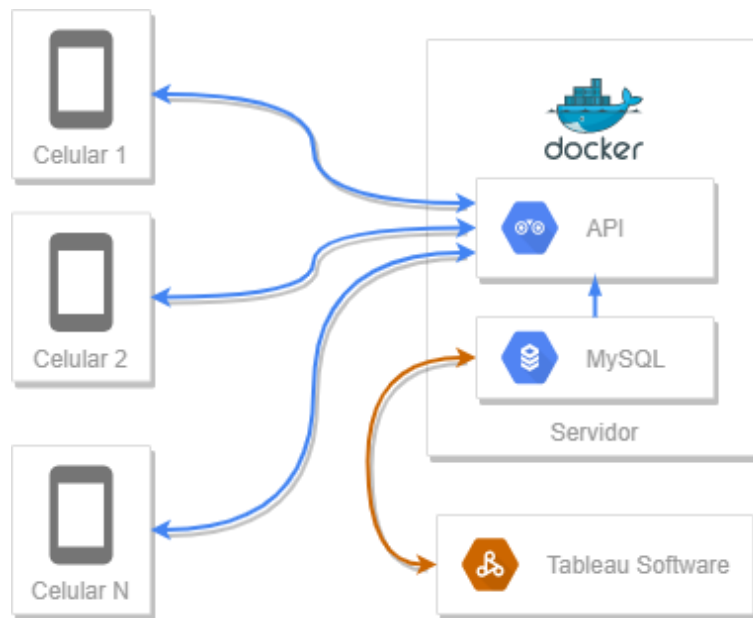 Celular 1
docker
API
Celular 2
MySQL
Servidor
Celular N
Tableau Software